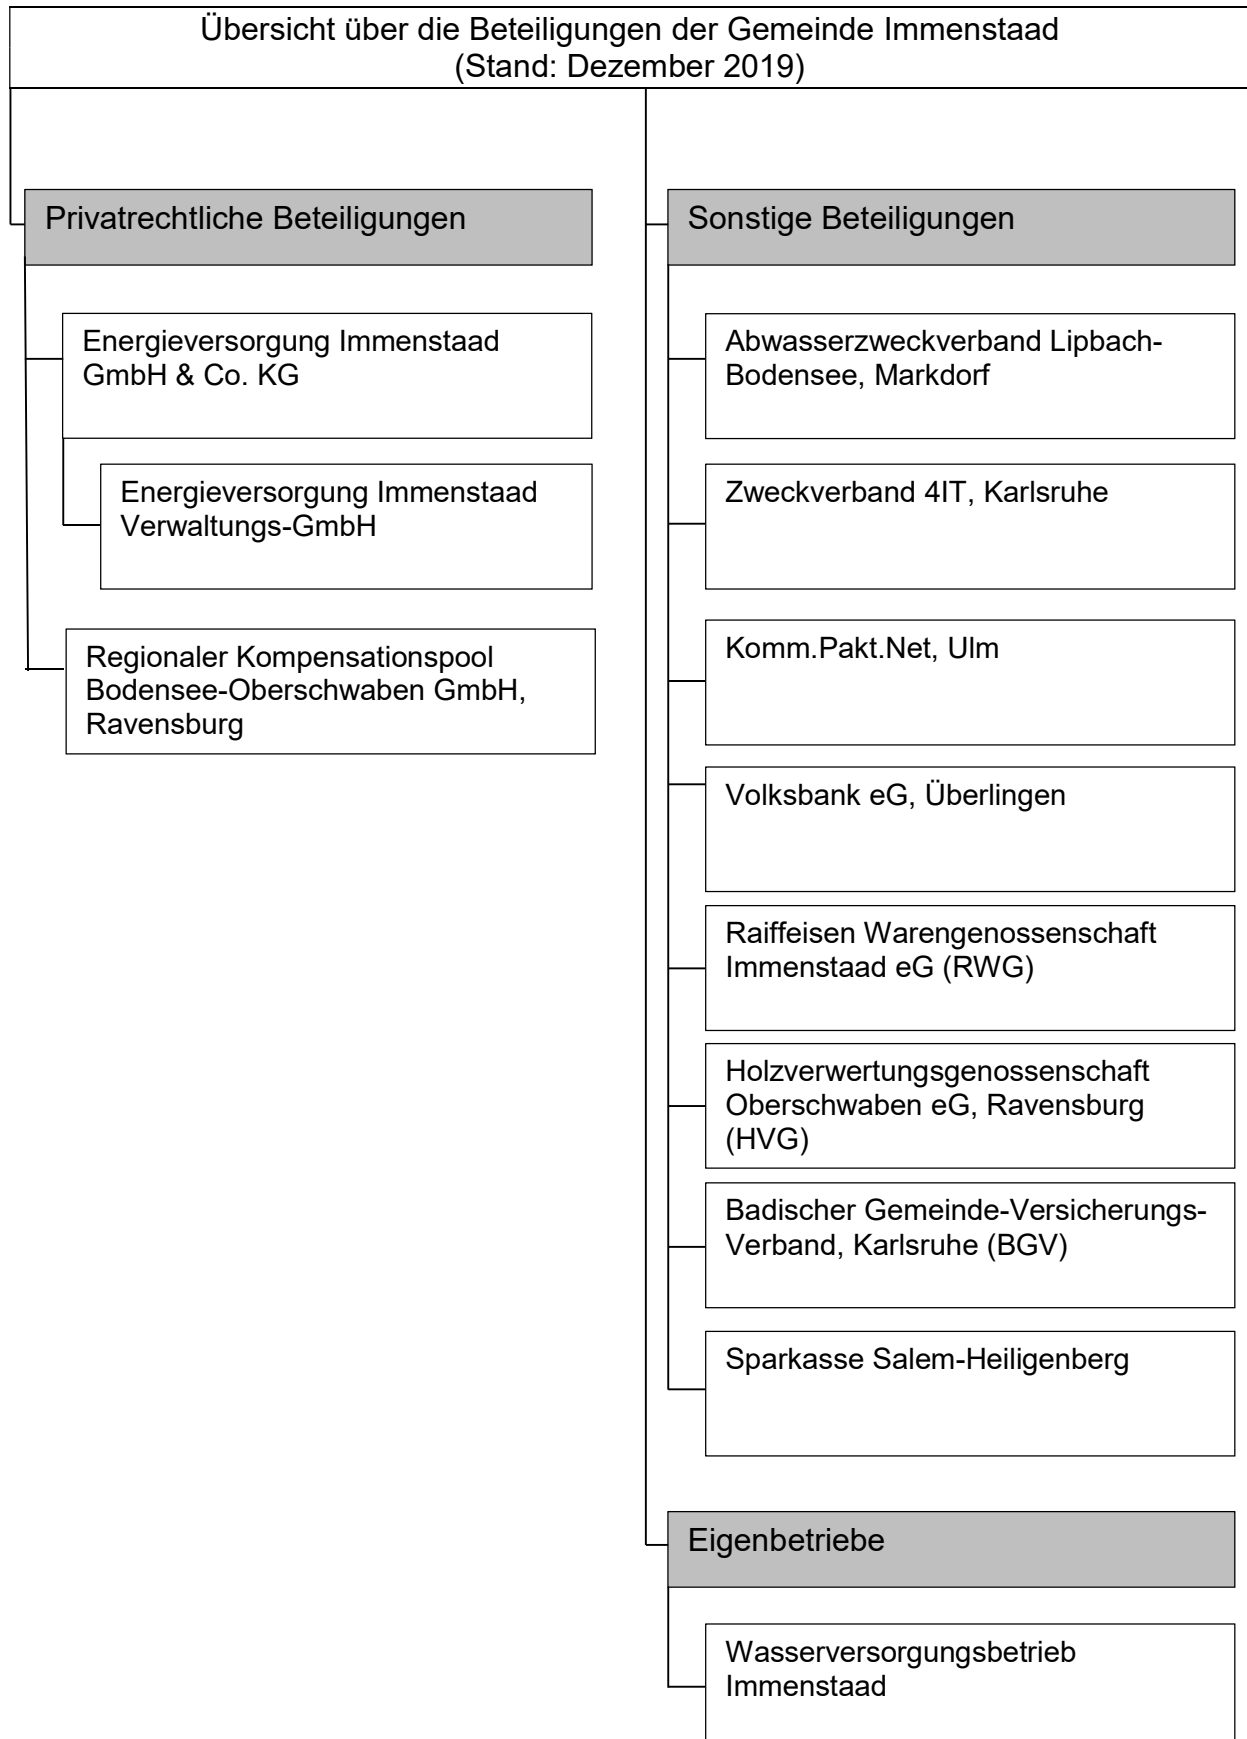 Übersicht über die Beteiligungen der Gemeinde Immenstaad
(Stand: Dezember 2019)
Privatrechtliche Beteiligungen
Energieversorgung Immenstaad
GmbH & Co. KG
Energieversorgung Immenstaad
Verwaltungs-GmbH
Regionaler Kompensationspool
Bodensee-Oberschwaben GmbH,
Ravensburg
Sonstige Beteiligungen
Abwasserzweckverband Lipbach-
Bodensee, Markdorf
Zweckverband 4IT, Karlsruhe
Komm.Pakt.Net, Ulm
Volksbank eG, Überlingen
Raiffeisen Warengenossenschaft
Immenstaad eG (RWG)
Holzverwertungsgenossenschaft
Oberschwaben eG, Ravensburg
(HVG)
Badischer Gemeinde-Versicherungs-
Verband, Karlsruhe (BGV)
Sparkasse Salem-Heiligenberg
Eigenbetriebe
Wasserversorgungsbetrieb
Immenstaad